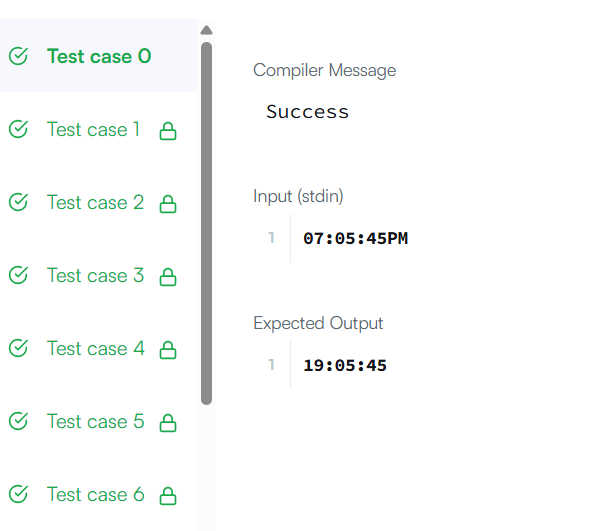 Test case 0
Test case 1
Test case 2
Test case 3
Test case 4
Test case 5
Test case 6
Compiler Message
Success
Input (stdin)
1 07:05:45PM
Expected Output
1 19:05:45